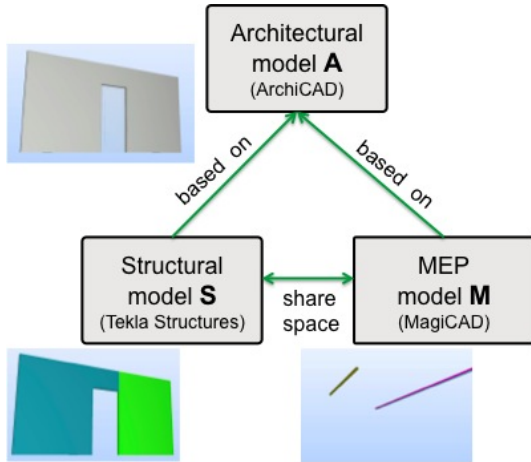 Architectural
model A
(ArchiCAD)
based on
based on
Structural
model S
(Tekla Structures)
share
space
MEP
model M
(MagiCAD)